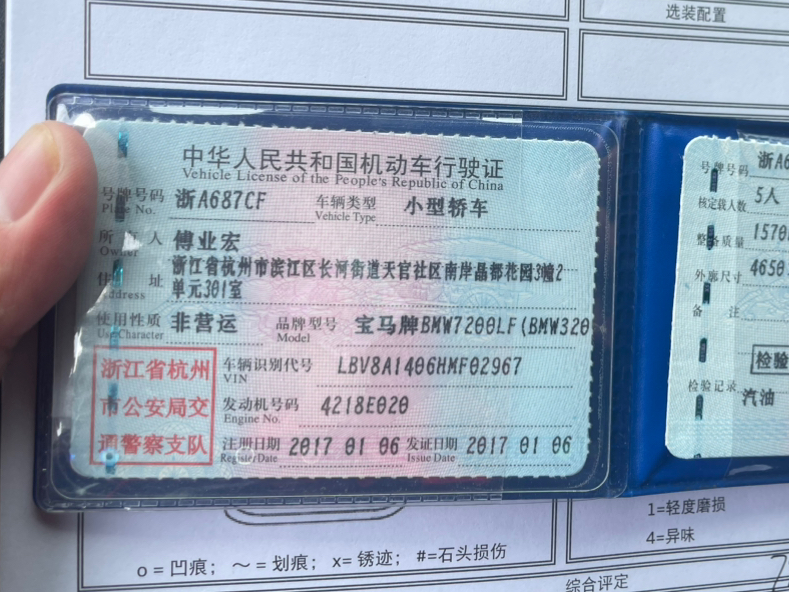 选装配置
中华人民共和国机动车行驶证
Vehicle License of the People's Republic of China
号牌号码 浙A687CF 车辆类型 小型轿车
Plate No. Vehicle Type
所有人 傅业宏
Owner
住址 浙江省杭州市滨江区长河街道天官社区南岸晶都花园3幢2
单元301室
Address
使用性质 非营运 品牌型号 宝马牌BMW7200LF(BMW320
Use Character Model
浙江省杭州
市公安局交
通警察支队
车辆识别代号 LBV8A1406HMF02967
VIN
发动机号码 4218E020
Engine No.
注册日期 2017 01 06 发证日期 2017 01 06
Register Date Issue Date
号牌号码 浙A6
核定载人数 5人
整备质量 1570
外廓尺寸 4650
备注
检验
检验记录
汽油
o = 凹痕; ～ = 划痕; x= 锈迹; #=石头损伤
1=轻度磨损
4=异味
综合评定